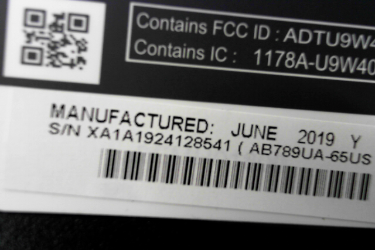 Contains FCC ID : ADTU9W4
Contains IC : 1178A-U9W40
MANUFACTURED: JUNE 2019 Y
S/N XA1A1924128541 ( AB789UA-65US